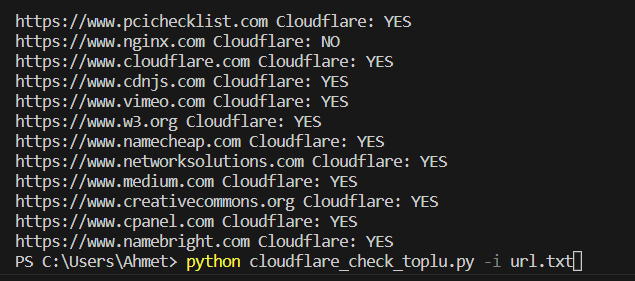 https://www.pcichecklist.com Cloudflare: YES
https://www.nginx.com Cloudflare: NO
https://www.cloudflare.com Cloudflare: YES
https://www.cdnjs.com Cloudflare: YES
https://www.vimeo.com Cloudflare: YES
https://www.w3.org Cloudflare: YES
https://www.namecheap.com Cloudflare: YES
https://www.networksolutions.com Cloudflare: YES
https://www.medium.com Cloudflare: YES
https://www.creativecommons.org Cloudflare: YES
https://www.cpanel.com Cloudflare: YES
https://www.namebright.com Cloudflare: YES
PS C:\Users\Ahmet> python cloudflare_check_toplu.py -i url.txt